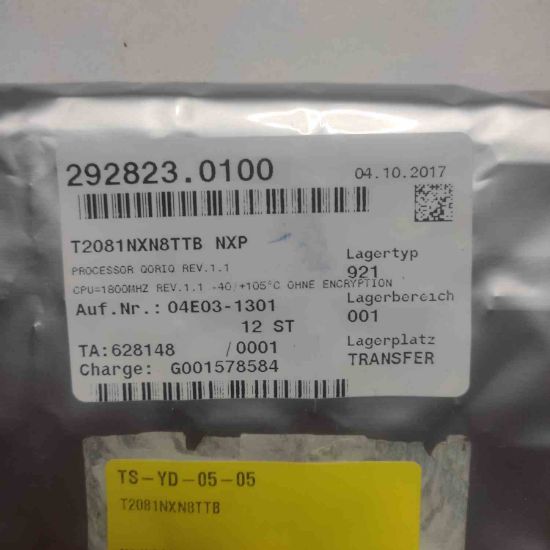 292823.0100
04.10.2017
T2081NXN8TTB NXP
PROCESSOR QORIQ REV.1.1
CPU=1800MHZ REV.1.1 -40/+105°C OHNE ENCRYPTION
Lagertyp
921
Auf.Nr.: 04E03-1301
Lagerbereich
12 ST
001
TA:628148 /0001
Lagerplatz
Charge: G001578584
TRANSFER
TS-YD-05-05
T2081NXN8TTB